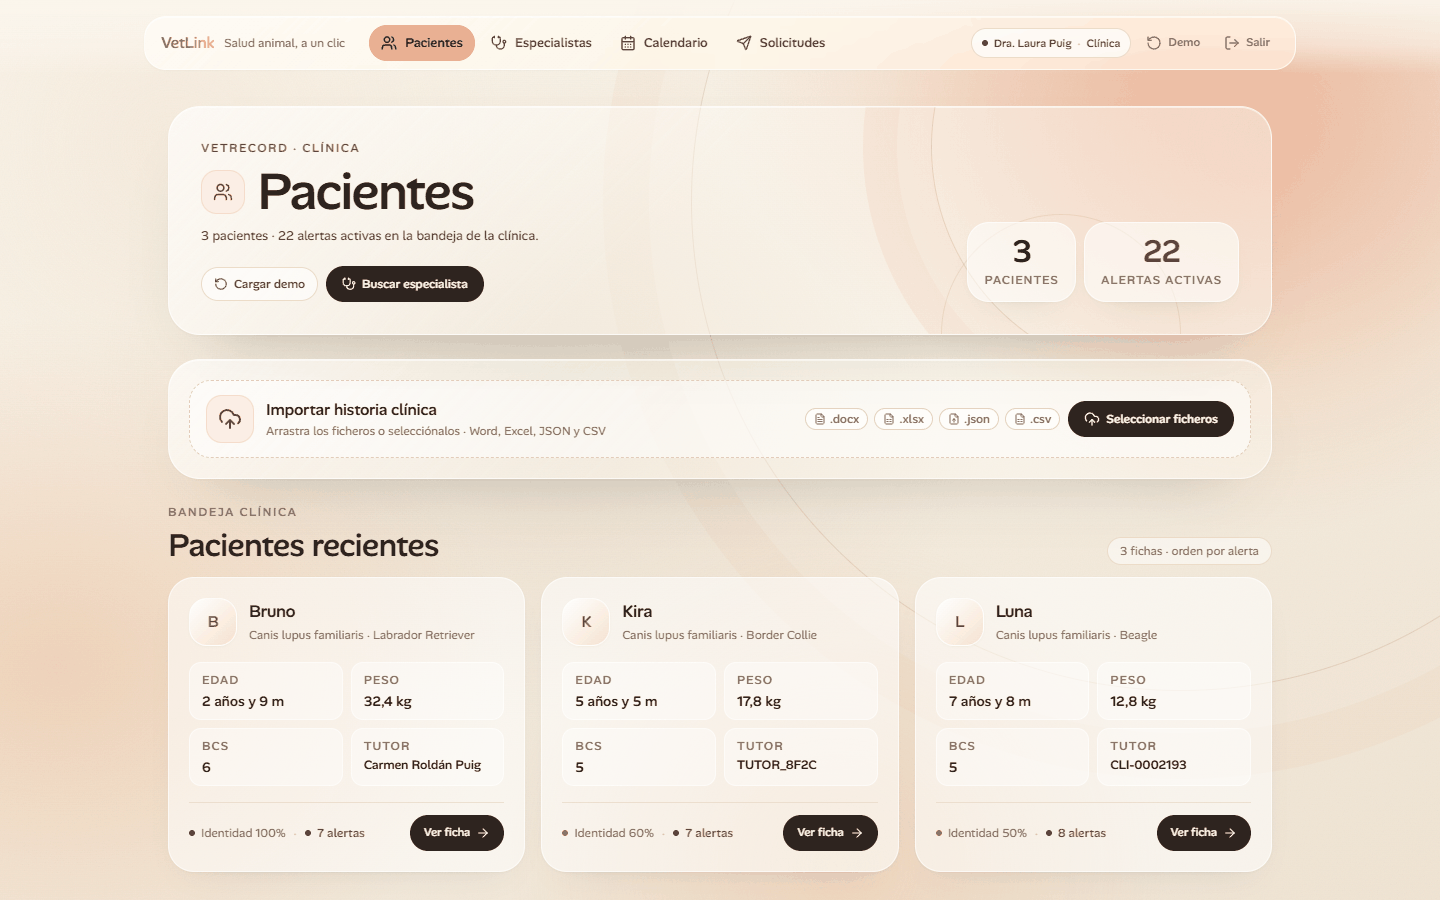 VetLink Salud animal, a un clic Pacientes Especialistas Calendario Solicitudes Dra. Laura Puig · Clínica Demo Salir
VETRECORD · CLÍNICA
Pacientes
3 pacientes · 22 alertas activas en la bandeja de la clínica.
Cargar demo Buscar especialista
3
PACIENTES
22
ALERTAS ACTIVAS
Importar historia clínica
Arrastra los ficheros o selecciónalos · Word, Excel, JSON y CSV
.docx .xlsx .json .csv Seleccionar ficheros
BANDEJA CLÍNICA
Pacientes recientes
3 fichas · orden por alerta
B
Bruno
Canis lupus familiaris · Labrador Retriever
EDAD
2 años y 9 m
PESO
32,4 kg
BCS
6
TUTOR
Carmen Roldán Puig
Identidad 100% · 7 alertas Ver ficha
K
Kira
Canis lupus familiaris · Border Collie
EDAD
5 años y 5 m
PESO
17,8 kg
BCS
5
TUTOR
TUTOR_8F2C
Identidad 60% · 7 alertas Ver ficha
L
Luna
Canis lupus familiaris · Beagle
EDAD
7 años y 8 m
PESO
12,8 kg
BCS
5
TUTOR
CLI-0002193
Identidad 50% · 8 alertas Ver ficha